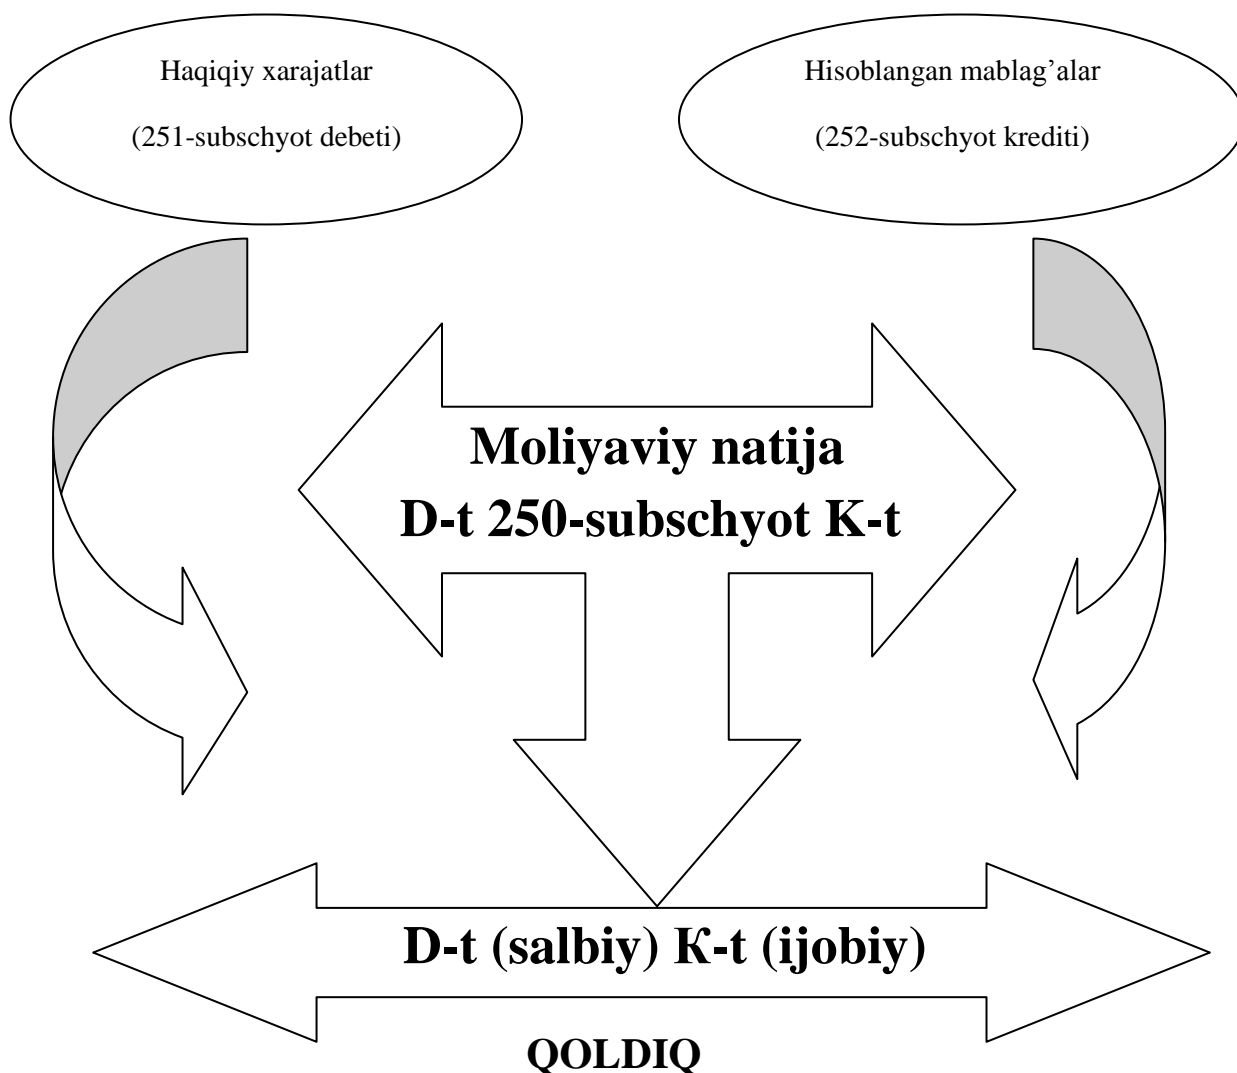 Haqiqiy xarajatlar
(251-subschyot debeti)
Hisoblangan mablag’alar
(252-subschyot krediti)
Moliyaviy natija
D-t 250-subschyot K-t
D-t (salbiy) К-t (ijobiy)
QOLDIQ